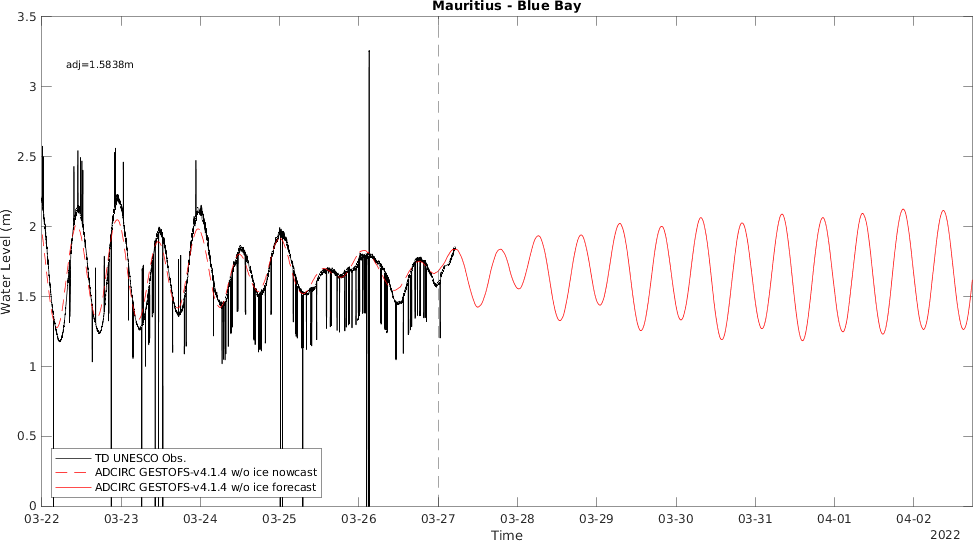 Mauritius - Blue Bay
adj=1.5838m
Water Level (m)
3.5
3
2.5
2
1.5
1
0.5
0
TD UNESCO Obs.
ADCIRC GESTOFS-v4.1.4 w/o ice nowcast
ADCIRC GESTOFS-v4.1.4 w/o ice forecast
03-22 03-23 03-24 03-25 03-26 03-27 03-28 03-29 03-30 03-31 04-01 04-02
Time
2022